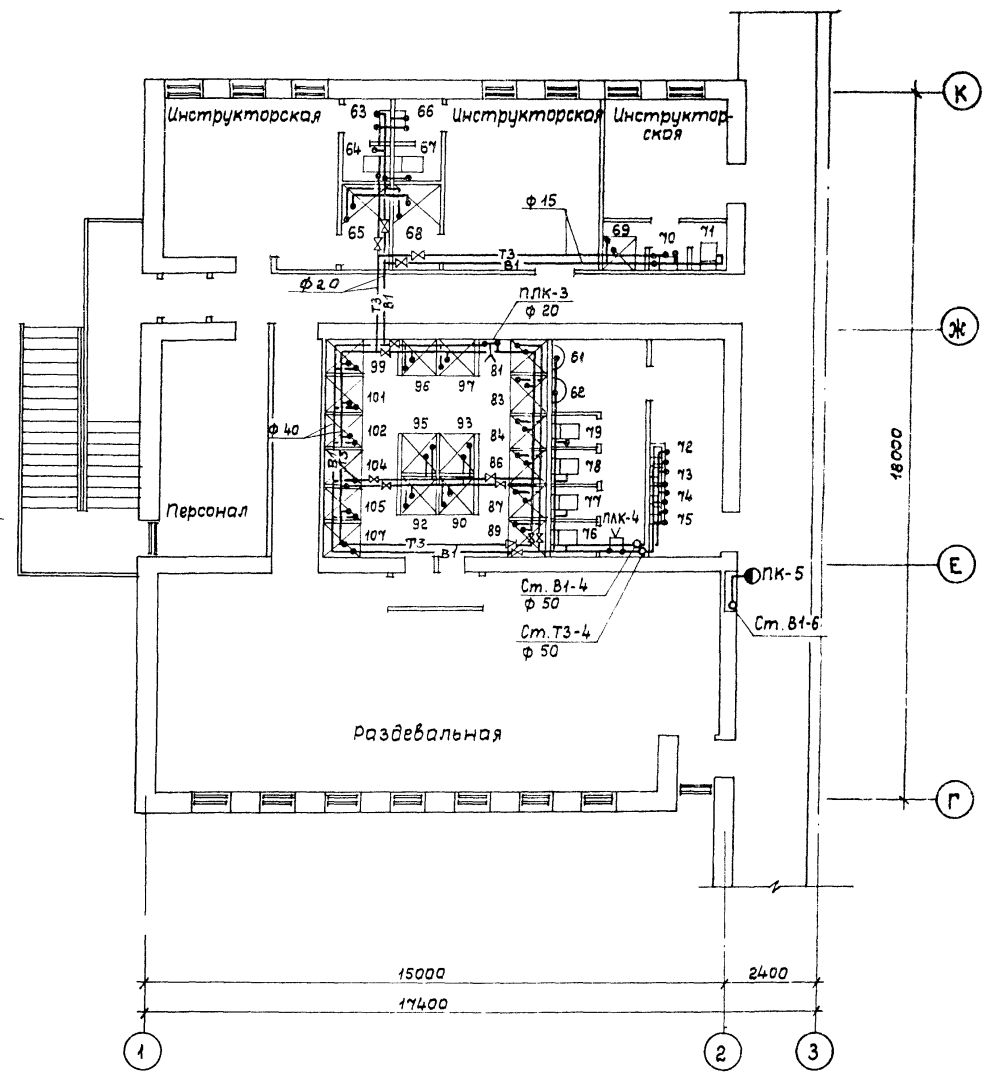 К
Инструкторская
63
66
Инструкторская
Инструктор-
ская
64
67
ф 15
65
68
69
70
71
Т3
В1
ф 20
Т3
В1
ПЛК-3
ф 20
Ж
99
96
97
81
61
62
101
83
ф 40
102
95
93
84
79
72
В1
Т3
104
86
78
73
18000
74
105
87
77
75
Персонал
92
90
107
89
76
ПЛК-4
Т3
В1
Е
Ст. В1-4
ф 50
ПК-5
Ст. Т3-4
ф 50
Ст. В1-6
Раздевальная
Г
15000
2400
17400
1
2
3